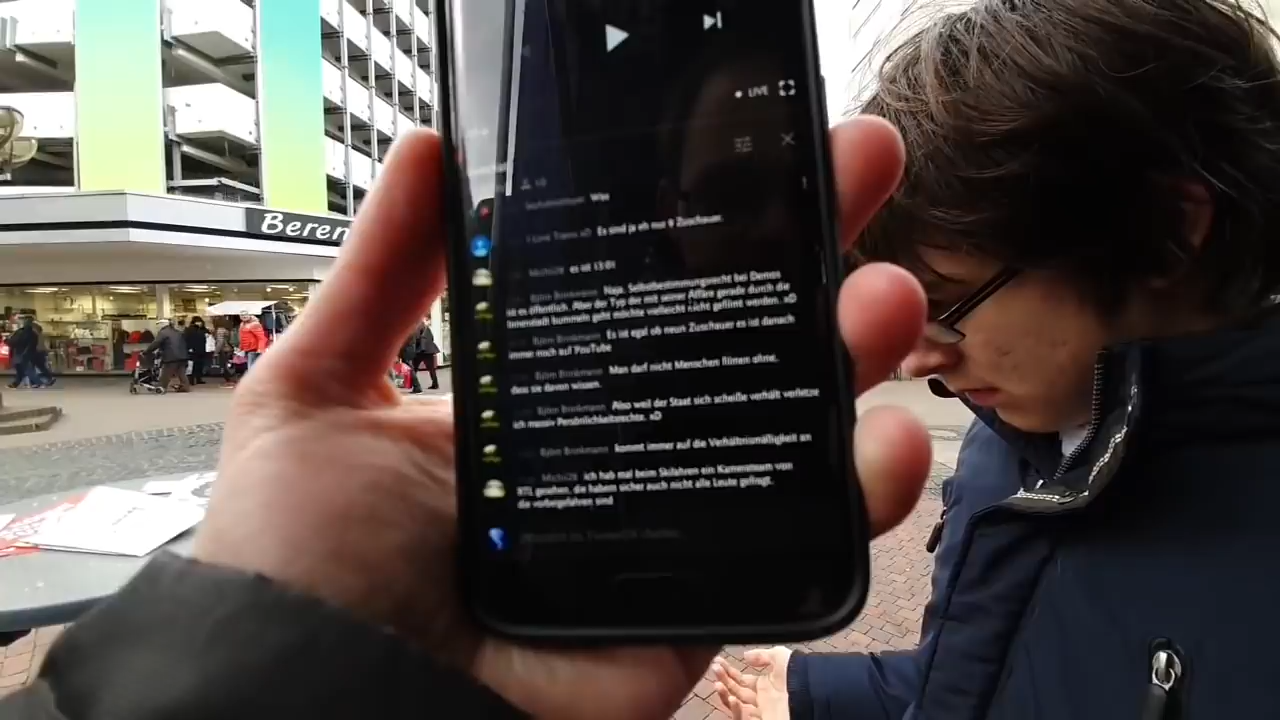 Beren
LIVE
Was
Es sind ja eh nur 9 Zuschauer.
es ist 13:01
Björn Brinkmann Naja. Selbstbestimmungsrecht bei Demos
ist es öffentlich. Aber der Typ der mit seiner Affäre gerade durch die
Innenstadt bummeln geht möchte vielleicht nicht gefilmt werden. xD
Björn Brinkmann Es ist egal ob neun Zuschauer es ist danach
immer noch auf YouTube
Björn Brinkmann Man darf nicht Menschen filmen ohne.
dass sie davon wissen.
Björn Brinkmann Also weil der Staat sich scheiße verhält verletze
ich massiv Persönlichkeitsrechte. xD
Björn Brinkmann kommt immer auf die Verhältnismäßigkeit an
ich hab mal beim Skifahren ein Kamerateam von
RTL gesehen, die habem sicher auch nicht alle Leute gefragt,
die vorbeigefahren sind